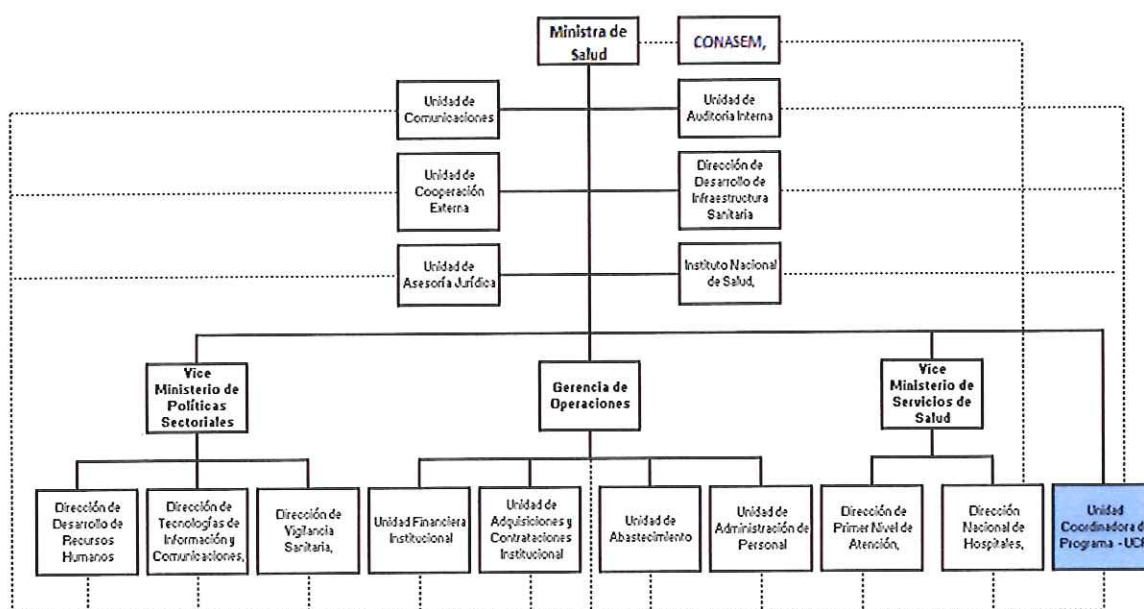 Ministra de
Salud
CONASEM,
Unidad de
Comunicaciones
Unidad de
Auditoría Interna
Unidad de
Cooperación
Externa
Dirección de
Desarrollo de
Infraestructura
Sanitaria
Unidad de
Asesoría Jurídica
Instituto Nacional
de Salud,
Vice
Ministerio de
Políticas
Sectoriales
Gerencia de
Operaciones
Vice
Ministerio de
Servicios de
Salud
Dirección de
Desarrollo de
Recursos
Humanos
Dirección de
Tecnologías de
Información y
Comunicaciones,
Dirección de
Vigilancia
Sanitaria,
Unidad Financiera
Institucional
Unidad de
Adquisiciones y
Contrataciones
Institucional
Unidad de
Abastecimiento
Unidad de
Administración de
Personal
Dirección de
Primer Nivel de
Atención,
Dirección
Nacional de
Hospitales,
Unidad
Coordinadora d
Programa - UCP